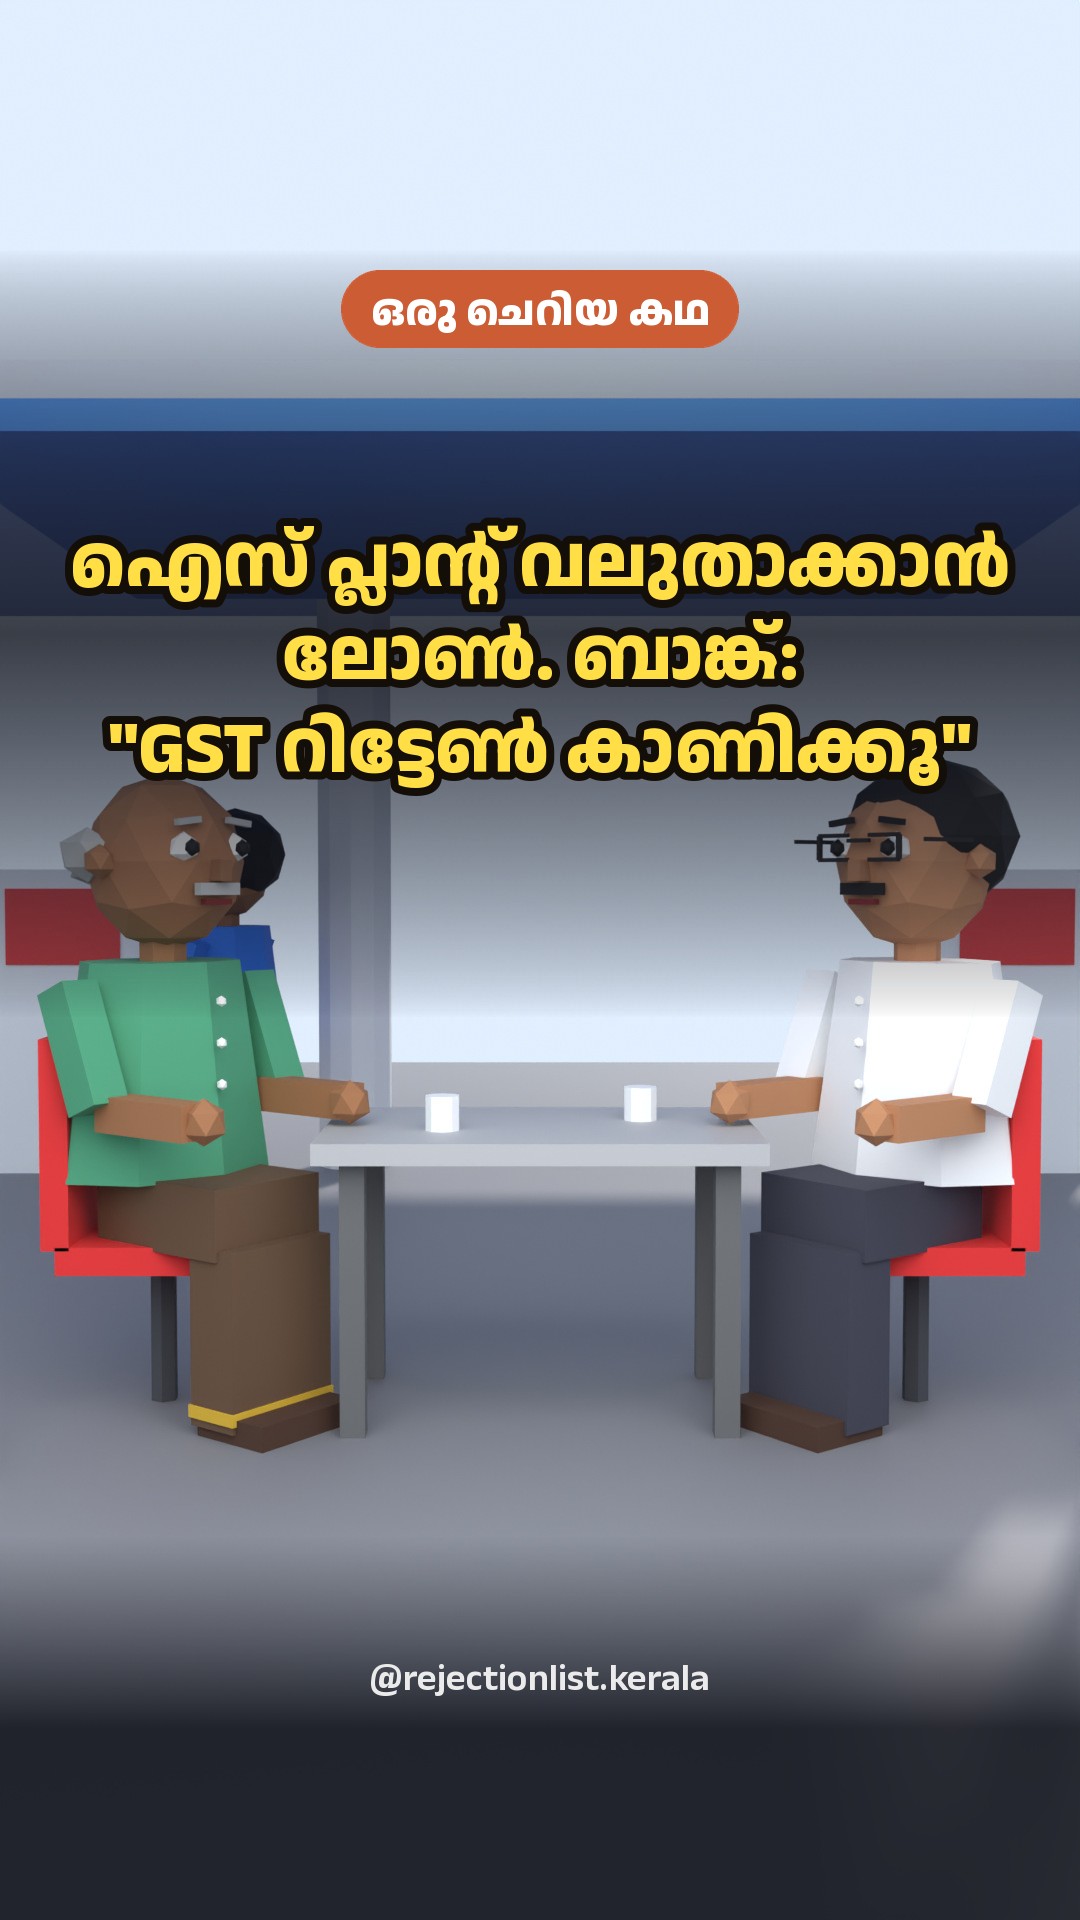 ഒരു ചെറിയ കഥ
ഐസ് പ്ലാന്റ് വലുതാക്കാൻ
ലോൺ. ബാങ്ക്:
"GST റിട്ടേൺ കാണിക്കൂ"
@rejectionlist.kerala